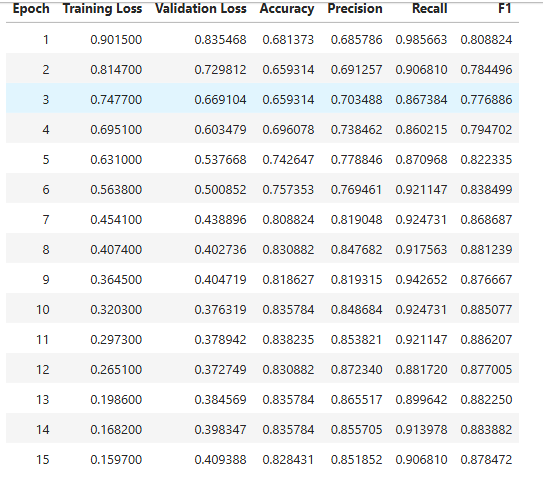 Epoch Training Loss Validation Loss Accuracy Precision Recall F1
1 0.901500 0.835468 0.681373 0.685786 0.985663 0.808824
2 0.814700 0.729812 0.659314 0.691257 0.906810 0.784496
3 0.747700 0.669104 0.659314 0.703488 0.867384 0.776886
4 0.695100 0.603479 0.696078 0.738462 0.860215 0.794702
5 0.631000 0.537668 0.742647 0.778846 0.870968 0.822335
6 0.563800 0.500852 0.757353 0.769461 0.921147 0.838499
7 0.454100 0.438896 0.808824 0.819048 0.924731 0.868687
8 0.407400 0.402736 0.830882 0.847682 0.917563 0.881239
9 0.364500 0.404719 0.818627 0.819315 0.942652 0.876667
10 0.320300 0.376319 0.835784 0.848684 0.924731 0.885077
11 0.297300 0.378942 0.838235 0.853821 0.921147 0.886207
12 0.265100 0.372749 0.830882 0.872340 0.881720 0.877005
13 0.198600 0.384569 0.835784 0.865517 0.899642 0.882250
14 0.168200 0.398347 0.835784 0.855705 0.913978 0.883882
15 0.159700 0.409388 0.828431 0.851852 0.906810 0.878472